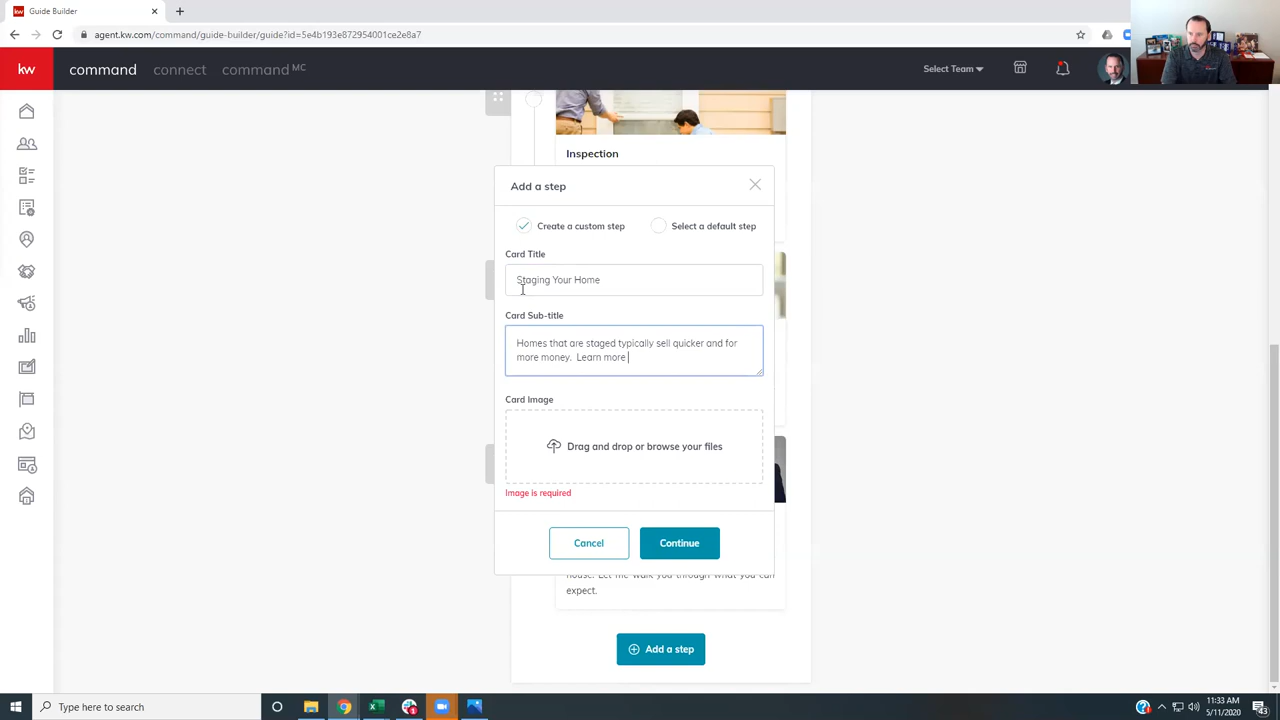 Guide Builder
agent.kw.com/command/guide-builder/guide?id=5e4b193e872954001ce2e8a7
kw
command
connect
command MC
Select Team
Inspection
Add a step
Create a custom step
Select a default step
Card Title
Staging Your Home
Card Sub-title
Homes that are staged typically sell quicker and for
more money.  Learn more
Card Image
Drag and drop or browse your files
Image is required
Cancel
Continue
house. Let me walk you through what you can
expect.
Add a step
Type here to search
11:33 AM
5/11/2020
43